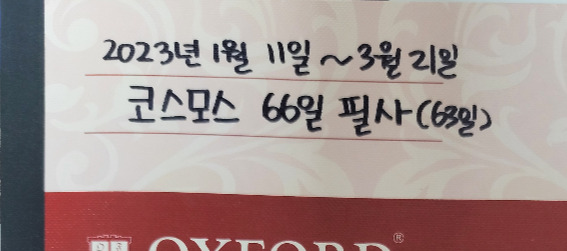 2023년 1월 11일 ~ 3월 21일
코스모스 66일 필사(63일)
OXFORD®